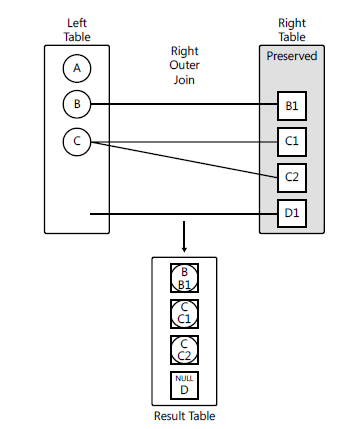 Left
Table
Right
Outer
Join
Right
Table
Preserved
A
B
C
B1
C1
C2
D1
B
B1
C
C1
C
C2
NULL
D
Result Table